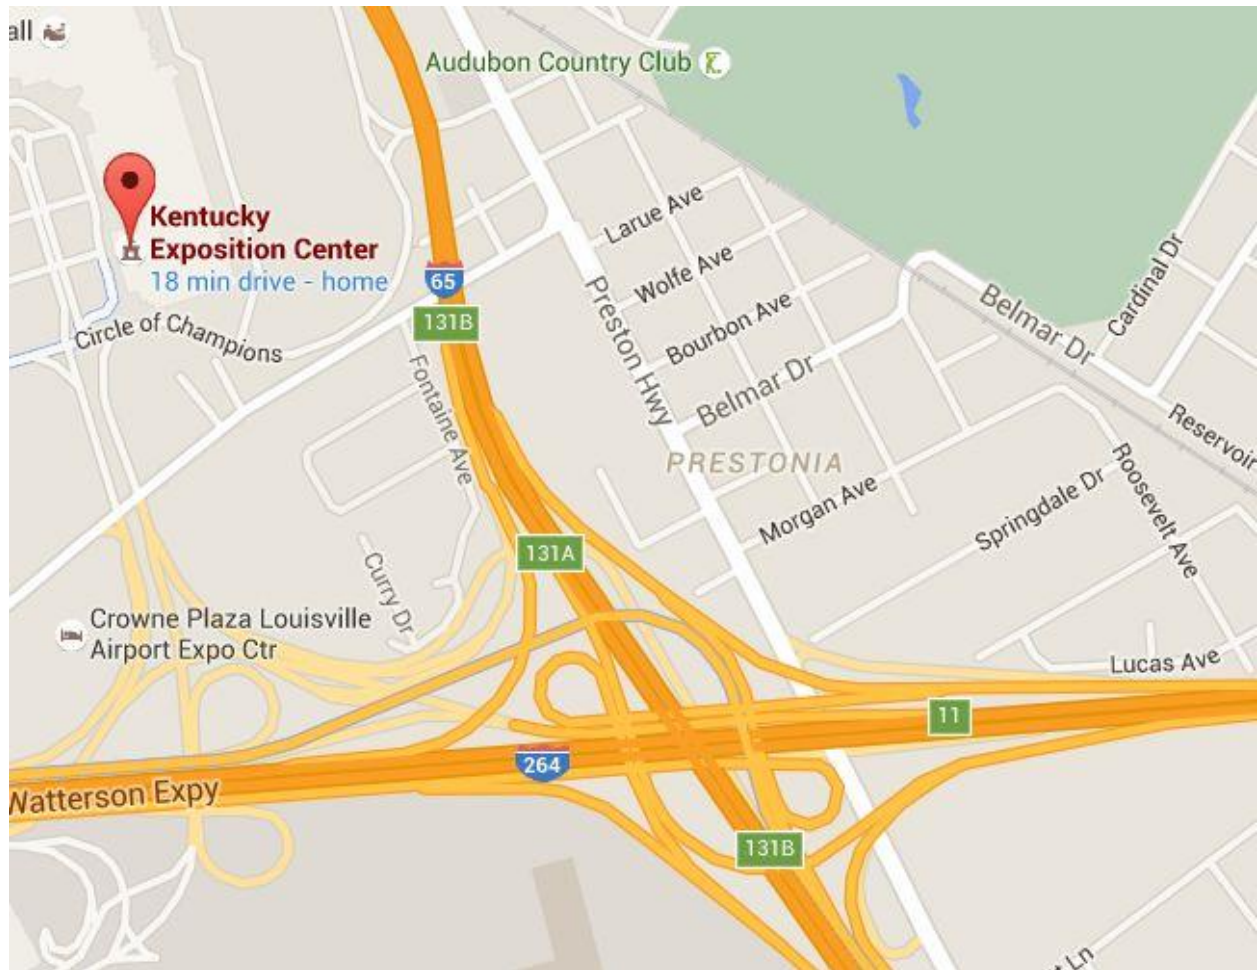 all
Audubon Country Club
Kentucky
Exposition Center
18 min drive - home
Larue Ave
Wolfe Ave
Cardinal Dr
65
131B
Preston Hwy
Bourbon Ave
Belmar Dr
Circle of Champions
Fontaine Ave
Belmar Dr
PRESTONIA
Reservoir
Morgan Ave
Springdale Dr
Roosevelt Ave
131A
Curry Dr
Crowne Plaza Louisville
Airport Expo Ctr
Lucas Ave
11
264
Watterson Expy
131B
t Ln